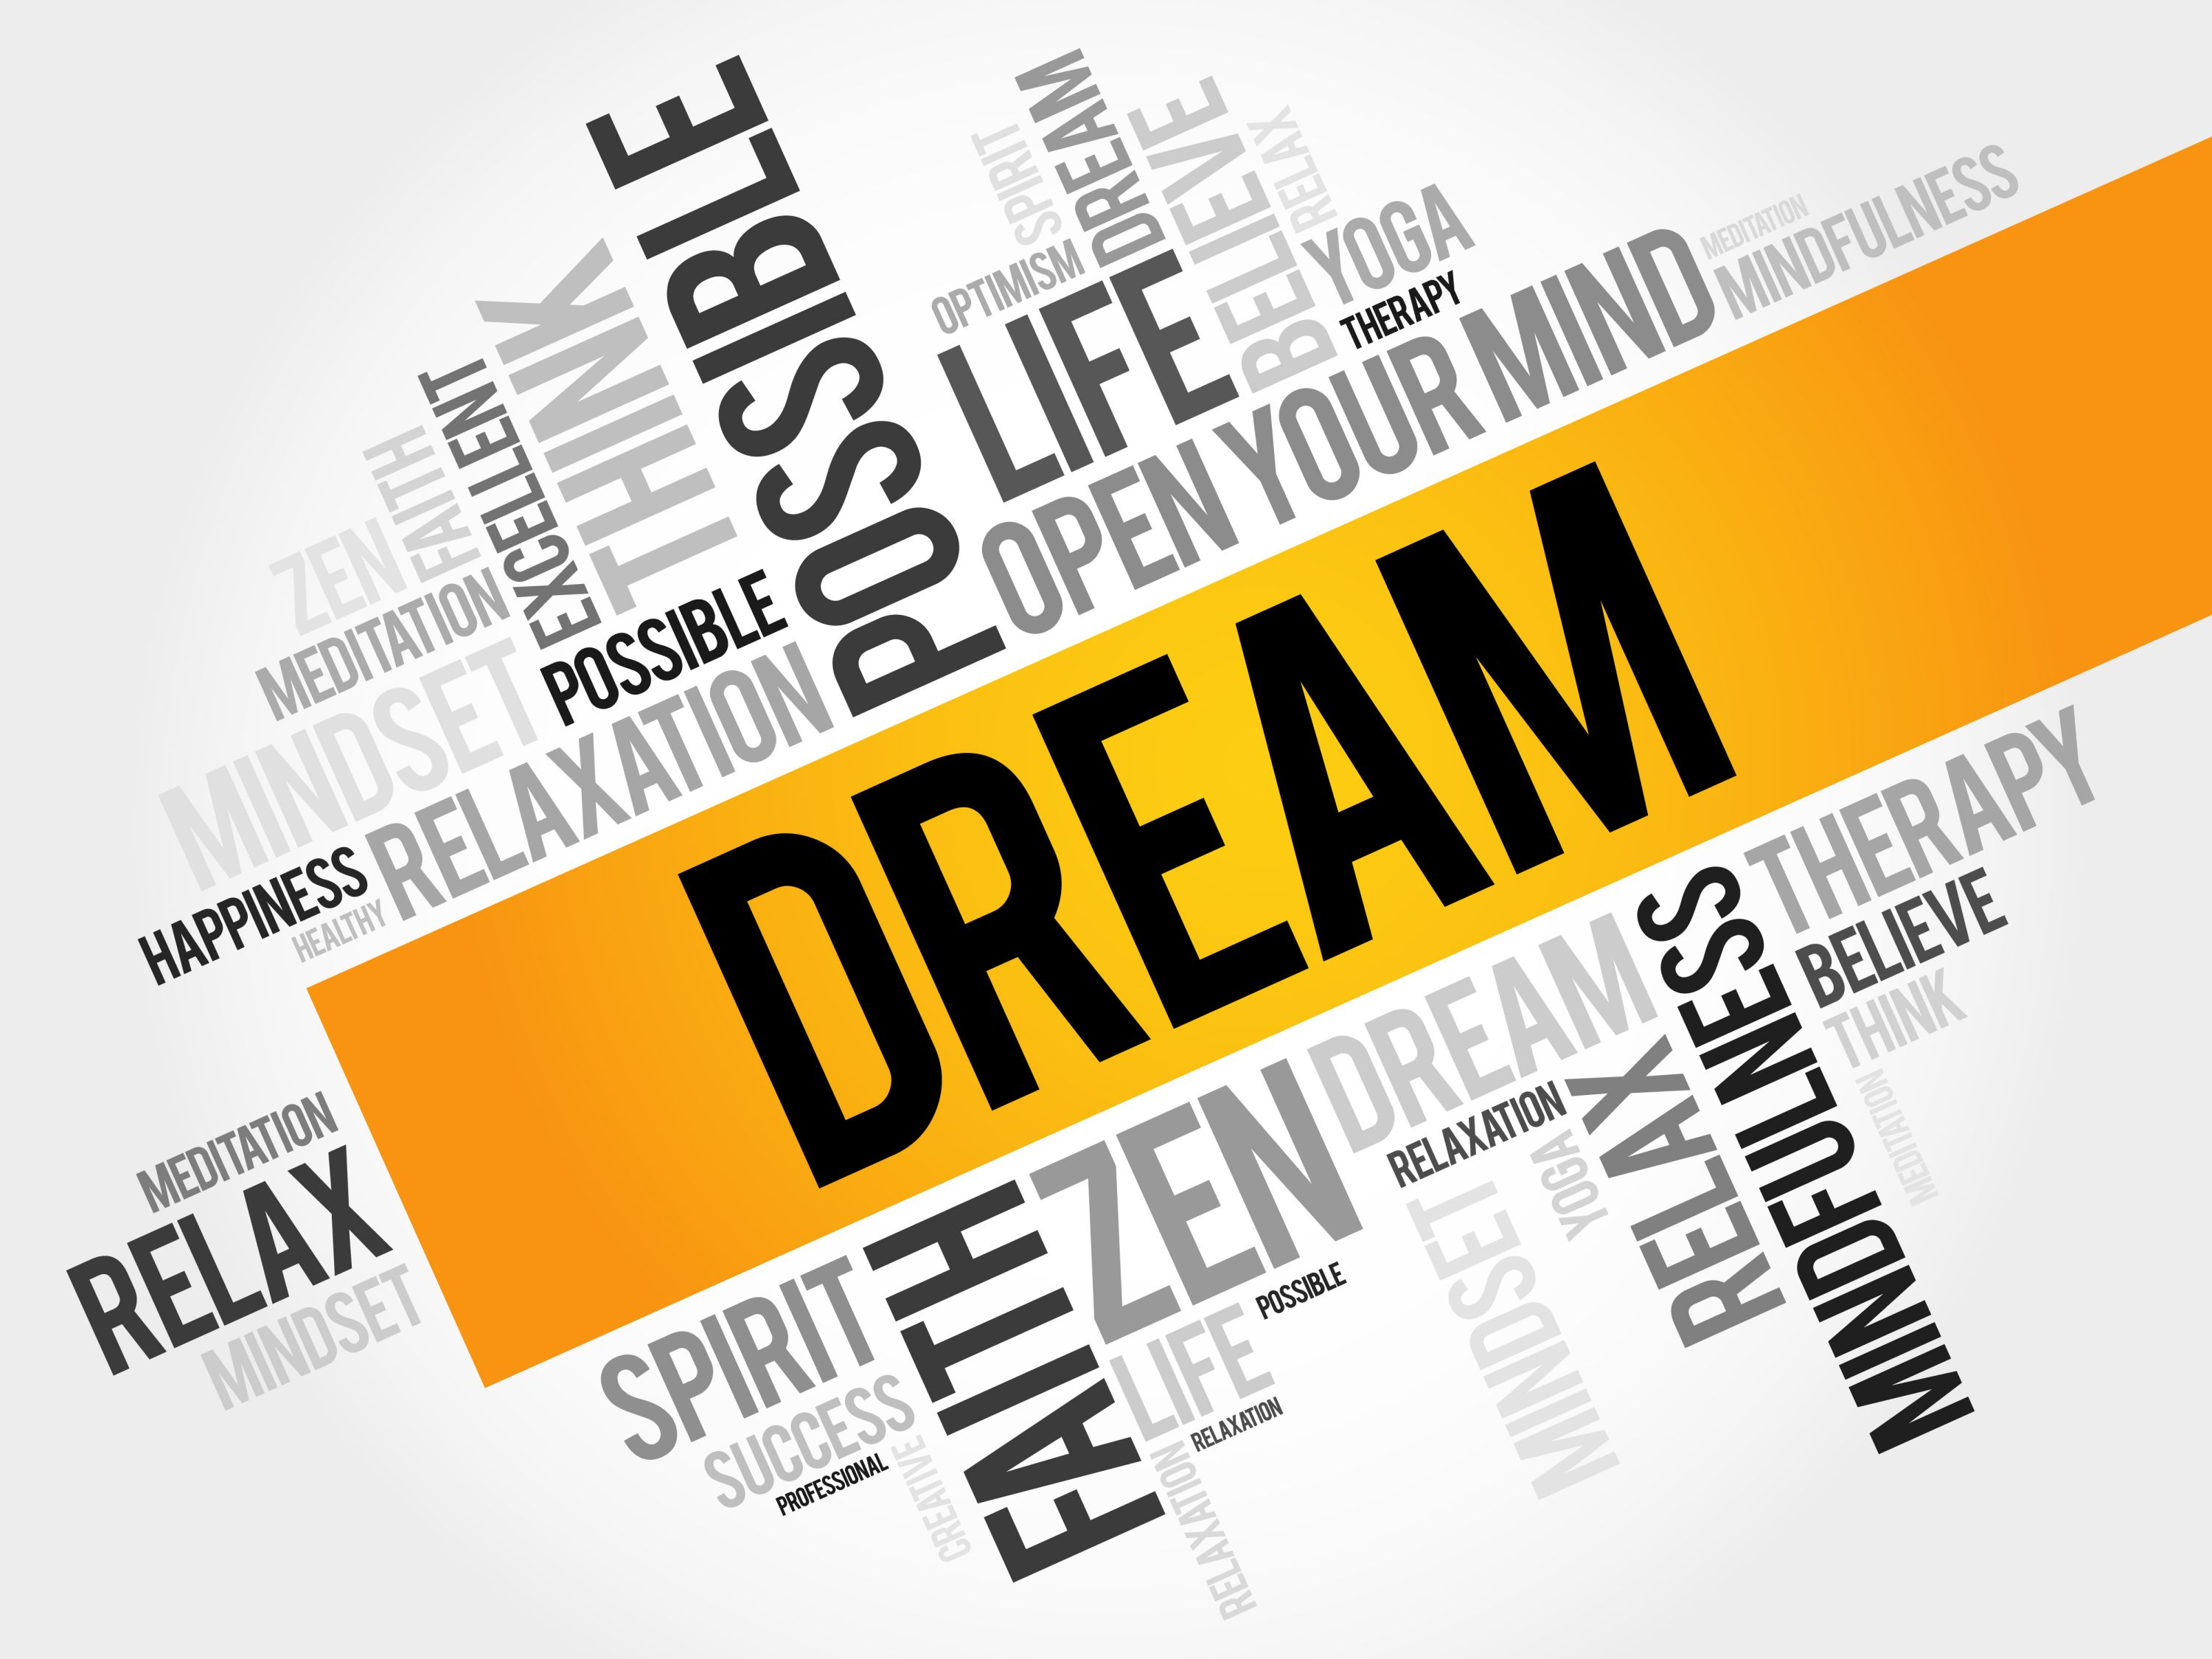 POSSIBLE
SPIRIT
DREAM
BELIEVE
RELAX
OPTIMISM
LIFE
YOGA
THERAPY
OPEN YOUR MIND
MEDITATION
MINDFULNESS
THINK
EXCELLENT
FAITH
ZEN
MEDITATION
POSSIBLE
MINDSET
RELAXATION
HAPPINESS
HEALTHY
DREAM
MEDITATION
RELAX
MINDSET
SPIRIT
SUCCESS
PROFESSIONAL
CREATIVE
FAITH
ZEN
LIFE
POSSIBLE
RELAXATION
RELAXATION
DREAM
RELAXATION
MINDSET
YOGA
RELAX
MINDFULNESS
THERAPY
BELIEVE
THINK
MEDITATION